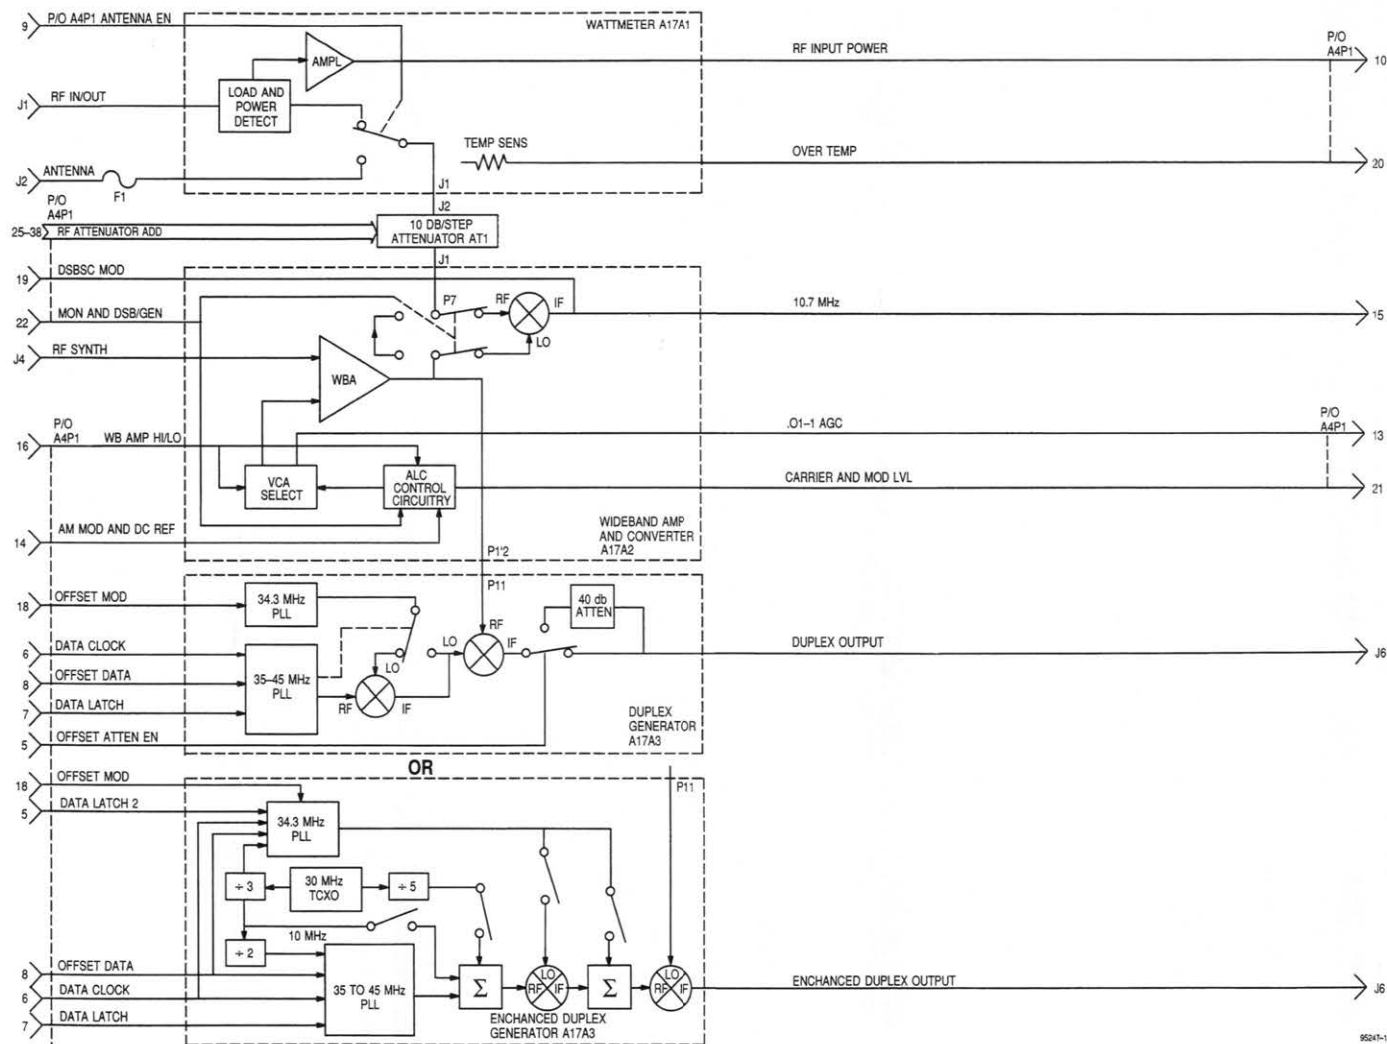 9 P/O A4P1 ANTENNA EN
WATTMETER A17A1
AMPL
RF INPUT POWER
P/O
A4P1
10
J1 RF IN/OUT
LOAD AND
POWER
DETECT
TEMP SENS
OVER TEMP
20
J2 ANTENNA
F1
J1
P/O
A4P1
J2
25–38 RF ATTENUATOR ADD
10 DB/STEP
ATTENUATOR AT1
J1
19 DSBSC MOD
P7
RF
IF
LO
10.7 MHz
15
22 MON AND DSB/GEN
J4 RF SYNTH
WBA
P/O
A4P1
16 WB AMP HI/LO
.01–1 AGC
P/O
A4P1
13
VCA
SELECT
ALC
CONTROL
CIRCUITRY
CARRIER AND MOD LVL
21
14 AM MOD AND DC REF
WIDEBAND AMP
AND CONVERTER
A17A2
P1'2
P11
18 OFFSET MOD
34.3 MHz
PLL
40 db
ATTEN
RF
6 DATA CLOCK
LO
LO
IF
DUPLEX OUTPUT
J6
8 OFFSET DATA
35–45 MHz
PLL
RF
IF
7 DATA LATCH
DUPLEX
GENERATOR
A17A3
5 OFFSET ATTEN EN
OR
18 OFFSET MOD
P11
5 DATA LATCH 2
34.3 MHz
PLL
÷ 3
30 MHz
TCXO
÷ 5
10 MHz
÷ 2
8 OFFSET DATA
35 TO 45 MHz
PLL
Σ
LO
RF IF
Σ
LO
RF IF
ENCHANCED DUPLEX OUTPUT
J6
6 DATA CLOCK
7 DATA LATCH
ENCHANCED DUPLEX
GENERATOR A17A3
95247–1